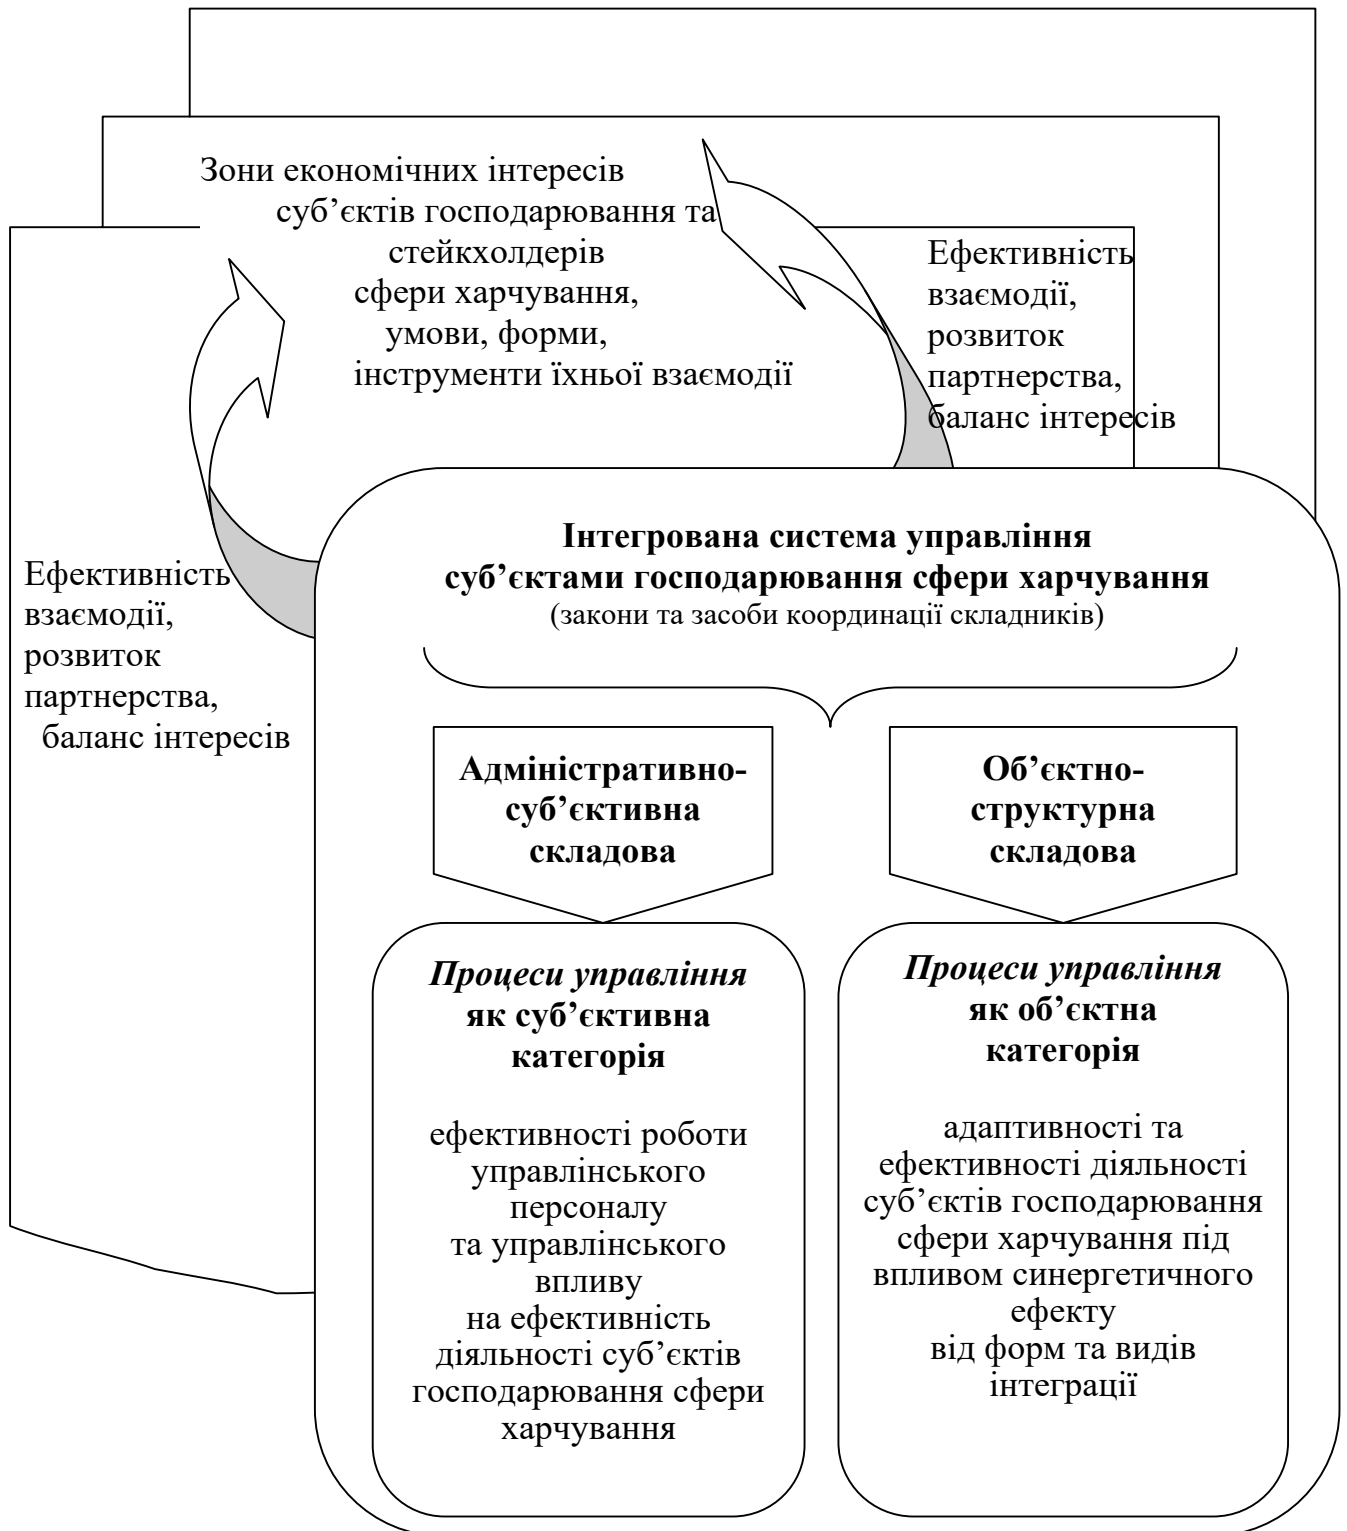 Зони економічних інтересів
суб’єктів господарювання та
стейкхолдерів
сфери харчування,
умови, форми,
інструменти їхньої взаємодії
Ефективність
взаємодії,
розвиток
партнерства,
баланс інтересів
Ефективність
взаємодії,
розвиток
партнерства,
баланс інтересів
Інтегрована система управління
суб’єктами господарювання сфери харчування
(закони та засоби координації складників)
Адміністративно-
суб’єктивна
складова
Об’єктно-
структурна
складова
Процеси управління
як суб’єктивна
категорія
ефективності роботи
управлінського
персоналу
та управлінського
впливу
на ефективність
діяльності суб’єктів
господарювання сфери
харчування
Процеси управління
як об’єктна
категорія
адаптивності та
ефективності діяльності
суб’єктів господарювання
сфери харчування під
впливом синергетичного
ефекту
від форм та видів
інтеграції